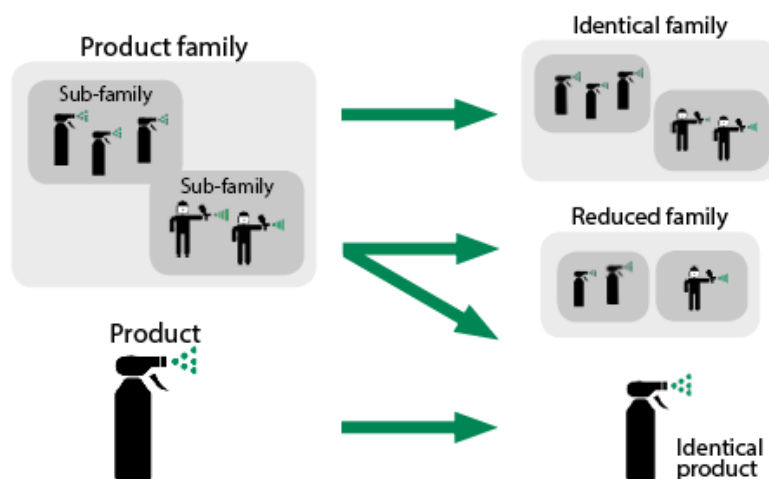 Product family
Sub-family
Sub-family
Product
Identical family
Reduced family
Identical
product